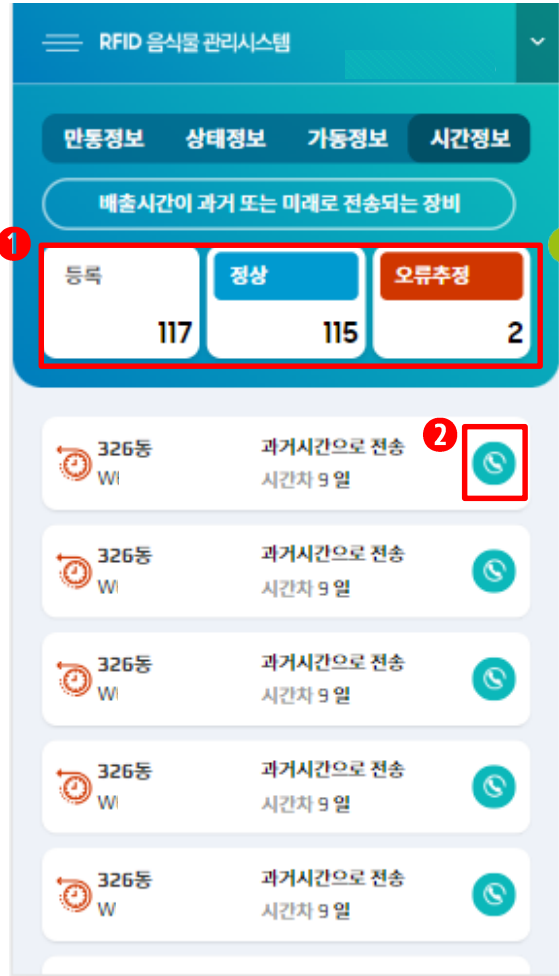 RFID 음식물 관리시스템
만통정보 상태정보 가동정보 시간정보
배출시간이 과거 또는 미래로 전송되는 장비
1
등록 정상 오류추정
117 115 2
2
326동 과거시간으로 전송
시간차 9 일
326동 과거시간으로 전송
시간차 9 일
326동 과거시간으로 전송
시간차 9 일
326동 과거시간으로 전송
시간차 9 일
326동 과거시간으로 전송
W 시간차 9 일